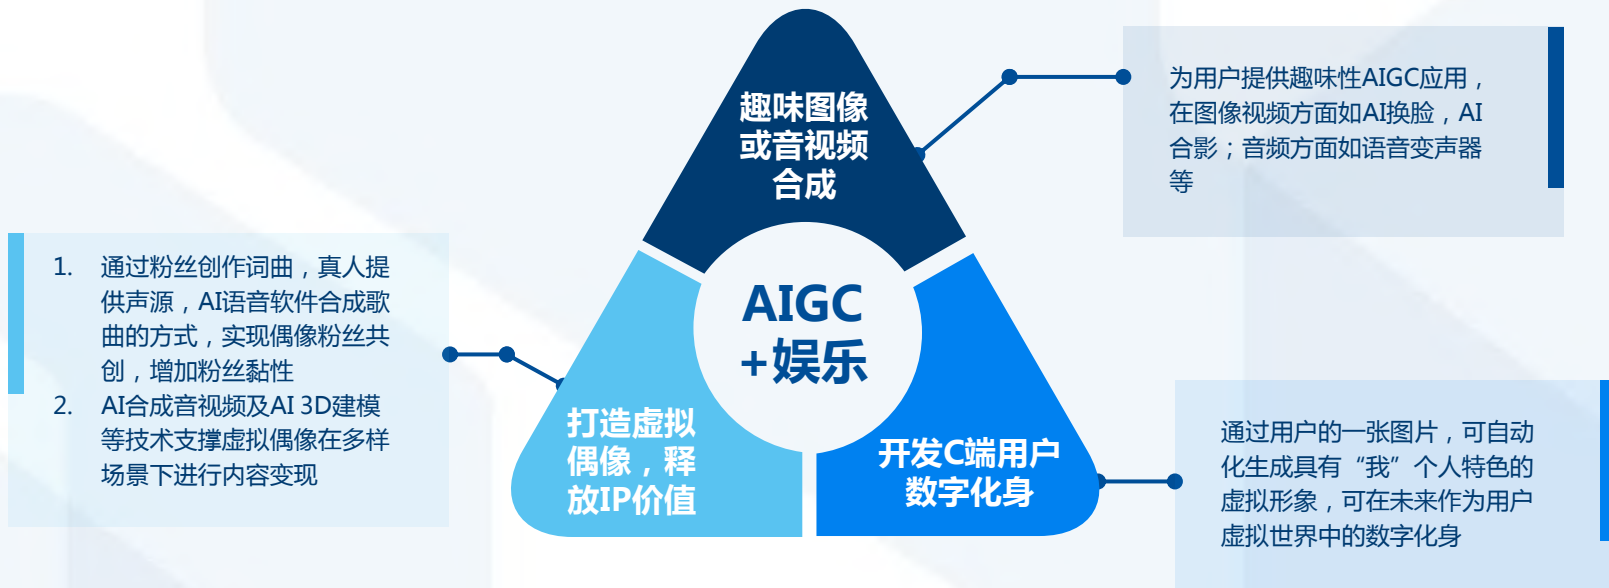 趣味图像
或音视频
合成
为用户提供趣味性AIGC应用，
在图像视频方面如AI换脸，AI
合影；音频方面如语音变声器
等
1. 通过粉丝创作词曲，真人提
供声源，AI语音软件合成歌
曲的方式，实现偶像粉丝共
创，增加粉丝黏性
2. AI合成音视频及AI 3D建模
等技术支撑虚拟偶像在多样
场景下进行内容变现
AIGC
+娱乐
打造虚拟
偶像，释
放IP价值
开发C端用户
数字化身
通过用户的一张图片，可自动
化生成具有“我”个人特色的
虚拟形象，可在未来作为用户
虚拟世界中的数字化身